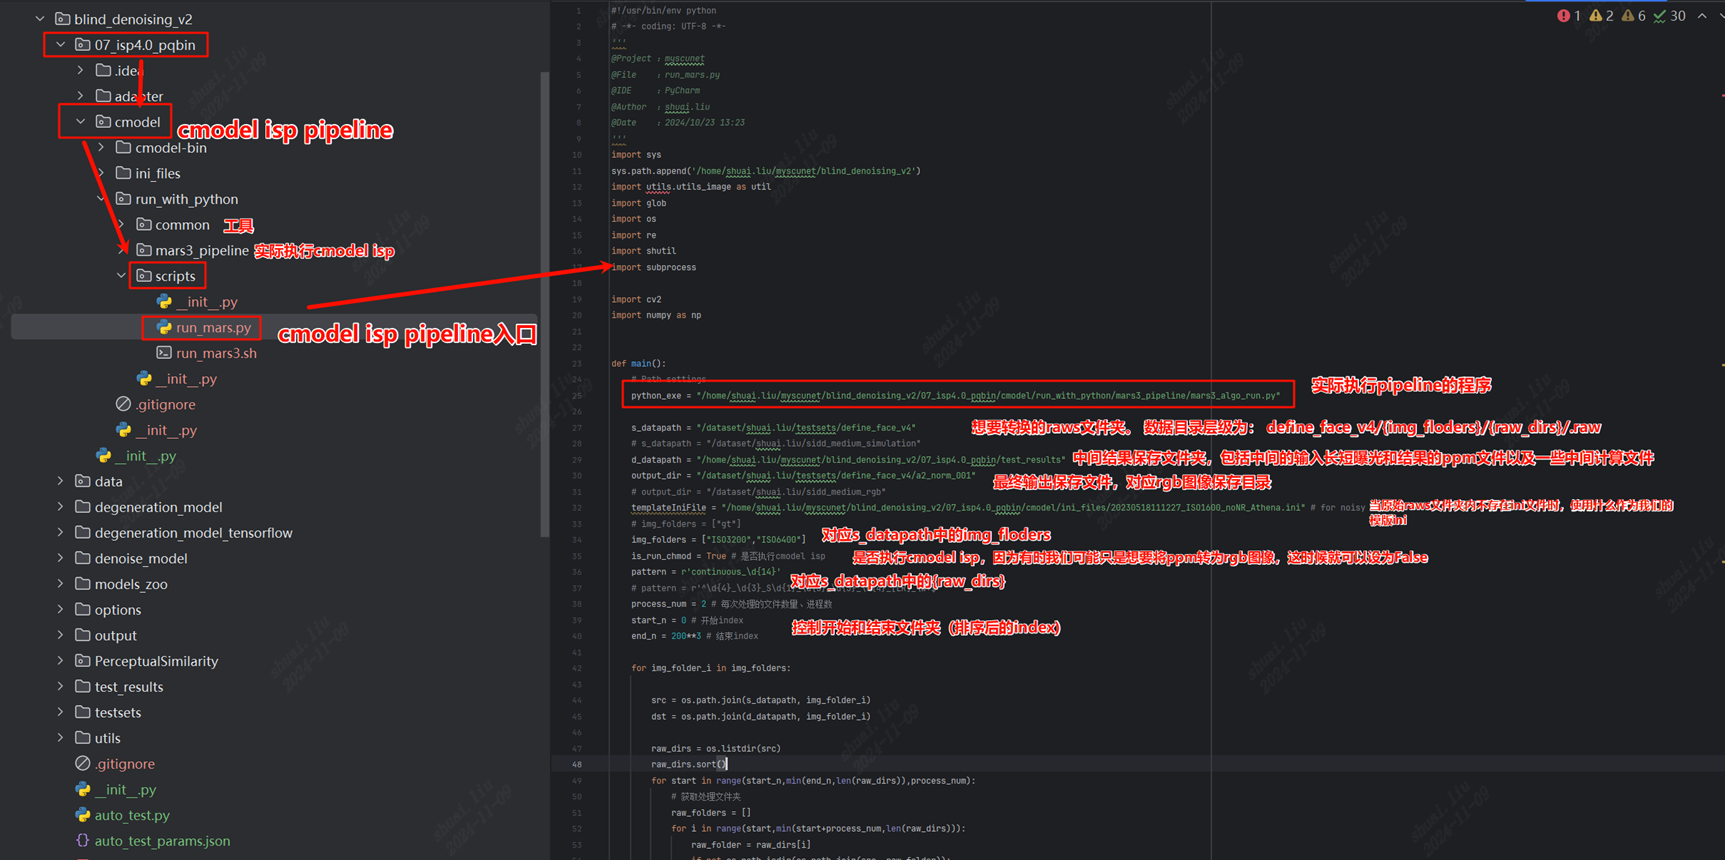 blind_denoising_v2
07_isp4.0_pqbin
.idea
adapter
cmodel
cmodel isp pipeline
cmodel-bin
ini_files
run_with_python
common 工具
mars3_pipeline 实际执行cmodel isp
scripts
__init__.py
run_mars.py
cmodel isp pipeline入口
run_mars3.sh
__init__.py
.gitignore
__init__.py
__init__.py
data
degeneration_model
degeneration_model_tensorflow
denoise_model
models_zoo
options
output
PerceptualSimilarity
test_results
testsets
utils
.gitignore
__init__.py
auto_test.py
auto_test_params.json
1 2 6 30
1 #!/usr/bin/env python
2 # -*- coding: UTF-8 -*-
3 '''
4 @Project : myscunet
5 @File : run_mars.py
6 @IDE : PyCharm
7 @Author : shuai.liu
8 @Date : 2024/10/23 13:23
9 '''
10 import sys
11 sys.path.append('/home/shuai.liu/myscunet/blind_denoising_v2')
12 import utils.utils_image as util
13 import glob
14 import os
15 import re
16 import shutil
17 import subprocess
18
19 import cv2
20 import numpy as np
21
22
23 def main():
24 # Path settings
25 python_exe = "/home/shuai.liu/myscunet/blind_denoising_v2/07_isp4.0_pqbin/cmodel/run_with_python/mars3_pipeline/mars3_algo_run.py"
实际执行pipeline的程序
26
27 s_datapath = "/dataset/shuai.liu/testsets/define_face_v4"
想要转换的raws文件夹。 数据目录层级为： define_face_v4/{img_floders}/{raw_dirs}/.raw
28 # s_datapath = "/dataset/shuai.liu/sidd_medium_simulation"
29 d_datapath = "/home/shuai.liu/myscunet/blind_denoising_v2/07_isp4.0_pqbin/test_results"
中间结果保存文件夹，包括中间的输入长短曝光和结果的ppm文件以及一些中间计算文件
30 output_dir = "/dataset/shuai.liu/testsets/define_face_v4/a2_norm_001"
最终输出保存文件，对应rgb图像保存目录
31 # output_dir = "/dataset/shuai.liu/sidd_medium_rgb"
32 templateIniFile = "/home/shuai.liu/myscunet/blind_denoising_v2/07_isp4.0_pqbin/cmodel/ini_files/20230518111227_ISO1600_noNR_Athena.ini" # for noisy
当原始raws文件夹内不存在ini文件时，使用什么作为我们的
模版ini
33 # img_folders = ["gt"]
34 img_folders = ["ISO3200","ISO6400"]
对应s_datapath中的img_floders
35 is_run_chmod = True # 是否执行cmodel isp
是否执行cmodel isp，因为有时我们可能只是想要将ppm转为rgb图像，这时候就可以设为False
36 pattern = r'continuous_\d{14}'
对应s_datapath中的{raw_dirs}
37
38 process_num = 2 # 每次处理的文件数量、进程数
39 start_n = 0 # 开始index
控制开始和结束文件夹（排序后的index）
40 end_n = 200**3 # 结束index
41
42 for img_folder_i in img_folders:
43
44 src = os.path.join(s_datapath, img_folder_i)
45 dst = os.path.join(d_datapath, img_folder_i)
46
47 raw_dirs = os.listdir(src)
48 raw_dirs.sort()
49 for start in range(start_n,min(end_n,len(raw_dirs)),process_num):
50 # 获取处理文件夹
51 raw_folders = []
52 for i in range(start,min(start+process_num,len(raw_dirs))):
53 raw_folder = raw_dirs[i]
shuai.liu
2024-11-09